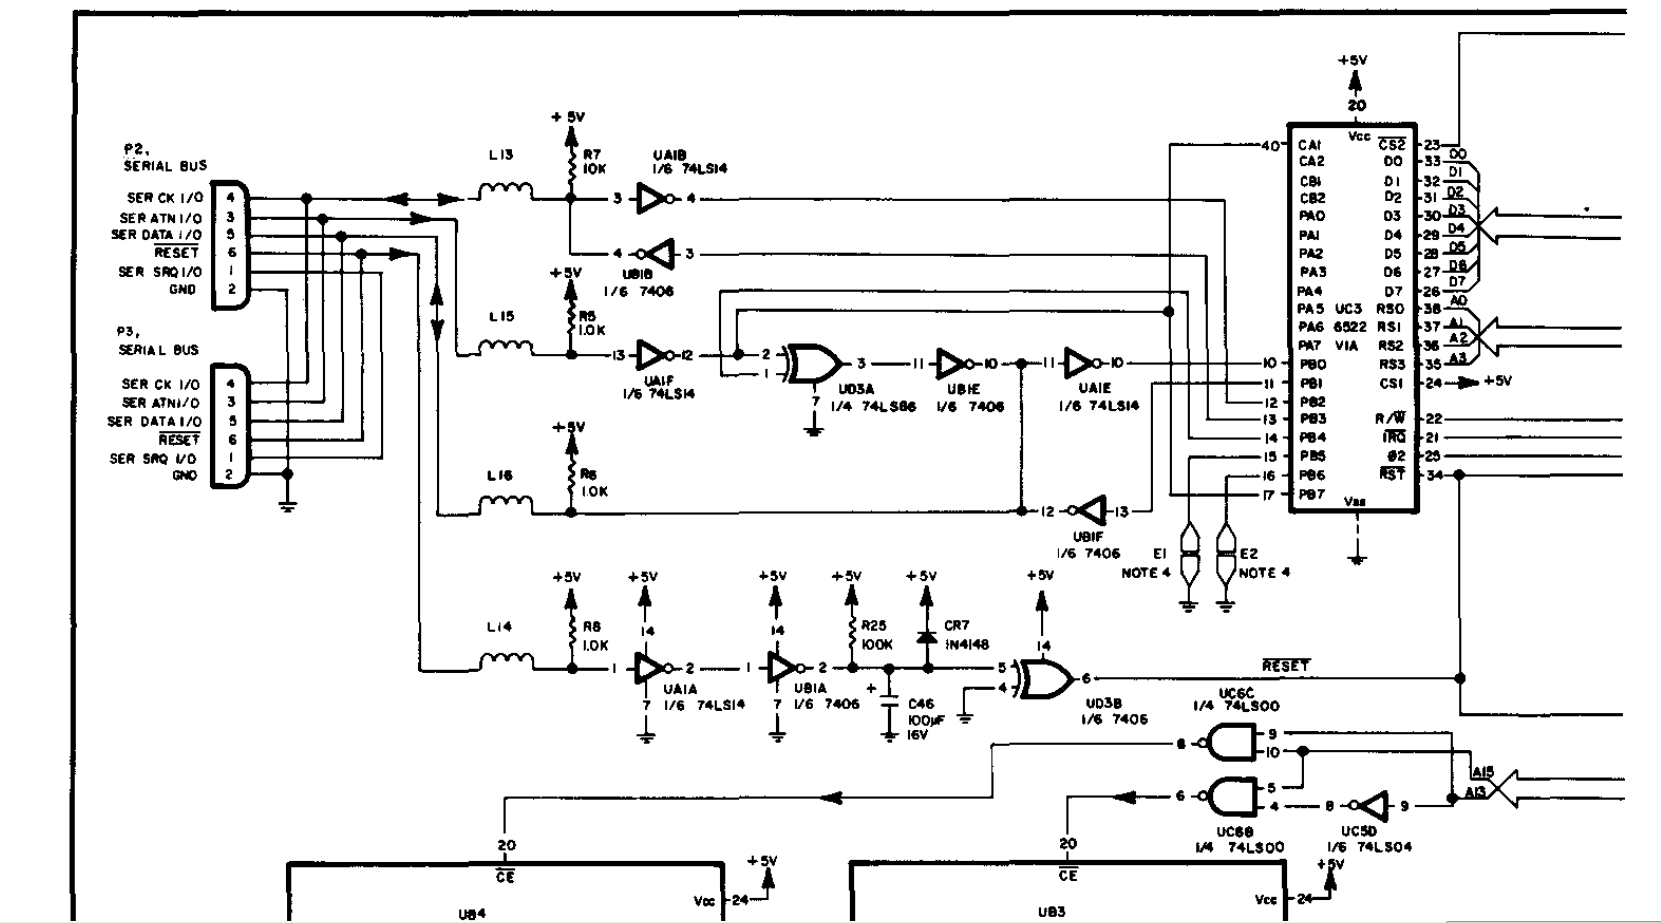 P2,
SERIAL BUS
SER CK I/O 4
SER ATN I/O 3
SER DATA I/O 5
RESET 6
SER SRQ I/O 1
GND 2
P3,
SERIAL BUS
SER CK I/O 4
SER ATN I/O 3
SER DATA I/O 5
RESET 6
SER SRQ I/O 1
GND 2
L13
+5V
R7
10K
UA1B
1/6 74LS14
3 4
4 3
UB1B
1/6 7406
+5V
L15
R5
1.0K
13 12
UA1F
1/6 74LS14
2
1
3
7
UD3A
1/4 74LS86
11 10
UB1E
1/6 7406
11 10
UA1E
1/6 74LS14
+5V
L16
R6
1.0K
12 13
UB1F
1/6 7406
E1
NOTE 4
E2
NOTE 4
+5V
20
Vcc
40 CA1
CA2
CB1
CB2
PA0
PA1
PA2
PA3
PA4
PA5 UC3
PA6 6522
PA7 VIA
10 PB0
11 PB1
12 PB2
13 PB3
14 PB4
15 PB5
16 PB6
17 PB7
Vss
CS2 23
D0 33 D0
D1 32 D1
D2 31 D2
D3 30 D3
D4 29 D4
D5 28 D5
D6 27 D6
D7 26 D7
RS0 38 A0
RS1 37 A1
RS2 36 A2
RS3 35 A3
CS1 24 +5V
R/W 22
IRQ 21
Ø2 25
RST 34
L14
+5V
R8
1.0K
+5V
14
1 2
7
UA1A
1/6 74LS14
+5V
14
1 2
7
UB1A
1/6 7406
+5V
R25
100K
+5V
CR7
1N4148
+
C46
100µF
16V
+5V
14
5
4
6
UD3B
1/6 7406
RESET
UC6C
1/4 74LS00
8
9
10
6
5
4
UC6B
1/4 74LS00
8 9
UC5D
1/6 74LS04
A15
A13
20
CE
UB4
Vcc 24
+5V
20
CE
UB3
Vcc 24
+5V